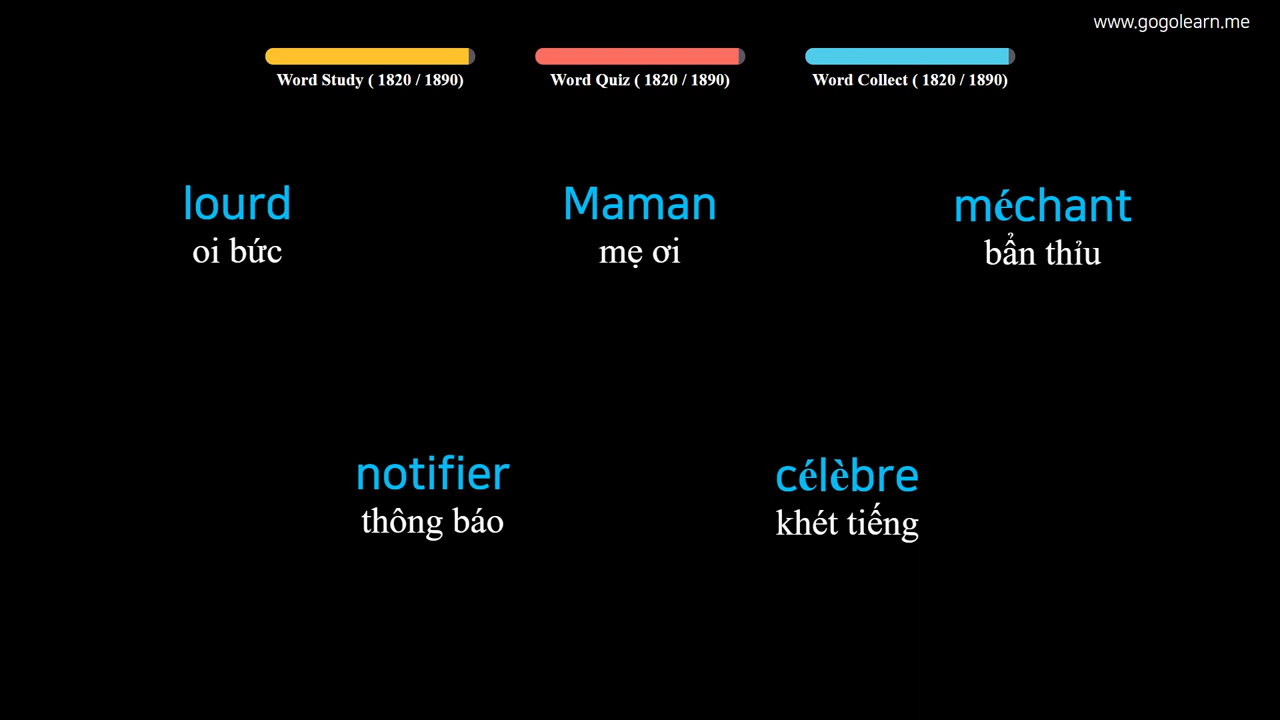 www.gogolearn.me
Word Study ( 1820 / 1890)
Word Quiz ( 1820 / 1890)
Word Collect ( 1820 / 1890)
lourd
oi bức
Maman
mẹ ơi
méchant
bẩn thỉu
notifier
thông báo
célèbre
khét tiếng